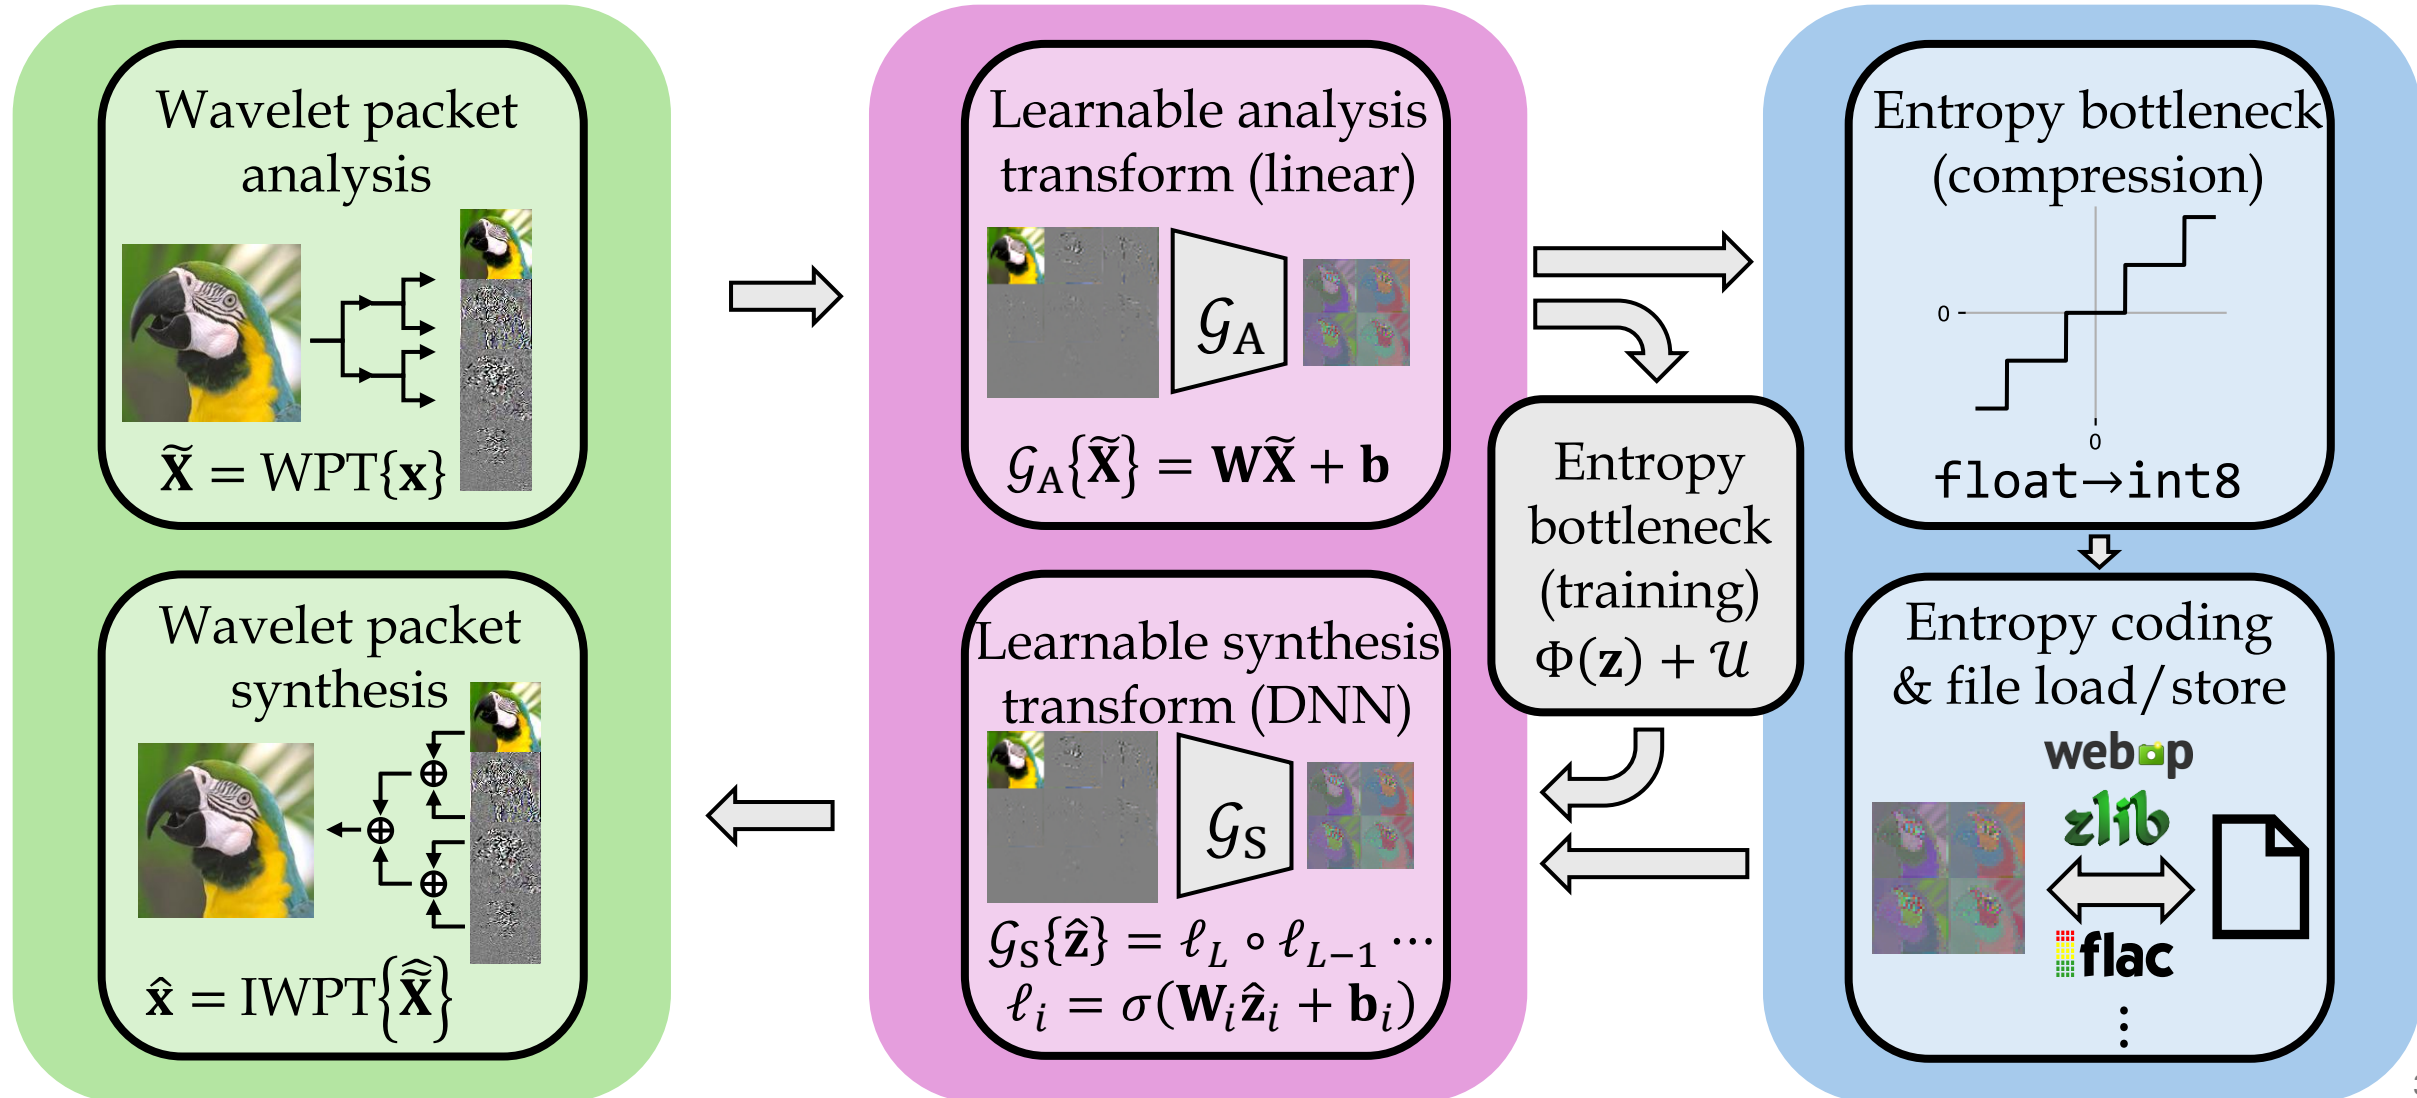 Wavelet packet
analysis
X̃ = WPT{x}
Learnable analysis
transform (linear)
𝒢A
𝒢A{X̃} = WX̃ + b
Entropy bottleneck
(compression)
0
0
float→int8
Entropy
bottleneck
(training)
Φ(z) + 𝒰
Wavelet packet
synthesis
x̂ = IWPT{X̃̂}
Learnable synthesis
transform (DNN)
𝒢S
𝒢S{ẑ} = ℓL ∘ ℓL−1 ⋯
ℓi = σ(Wiẑi + bi)
Entropy coding
& file load/store
webp
zlib
flac
⋮